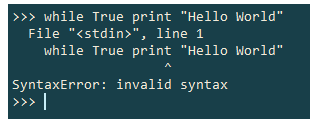 >>> while True print "Hello World"
  File "<stdin>", line 1
    while True print "Hello World"
                   ^
SyntaxError: invalid syntax
>>>